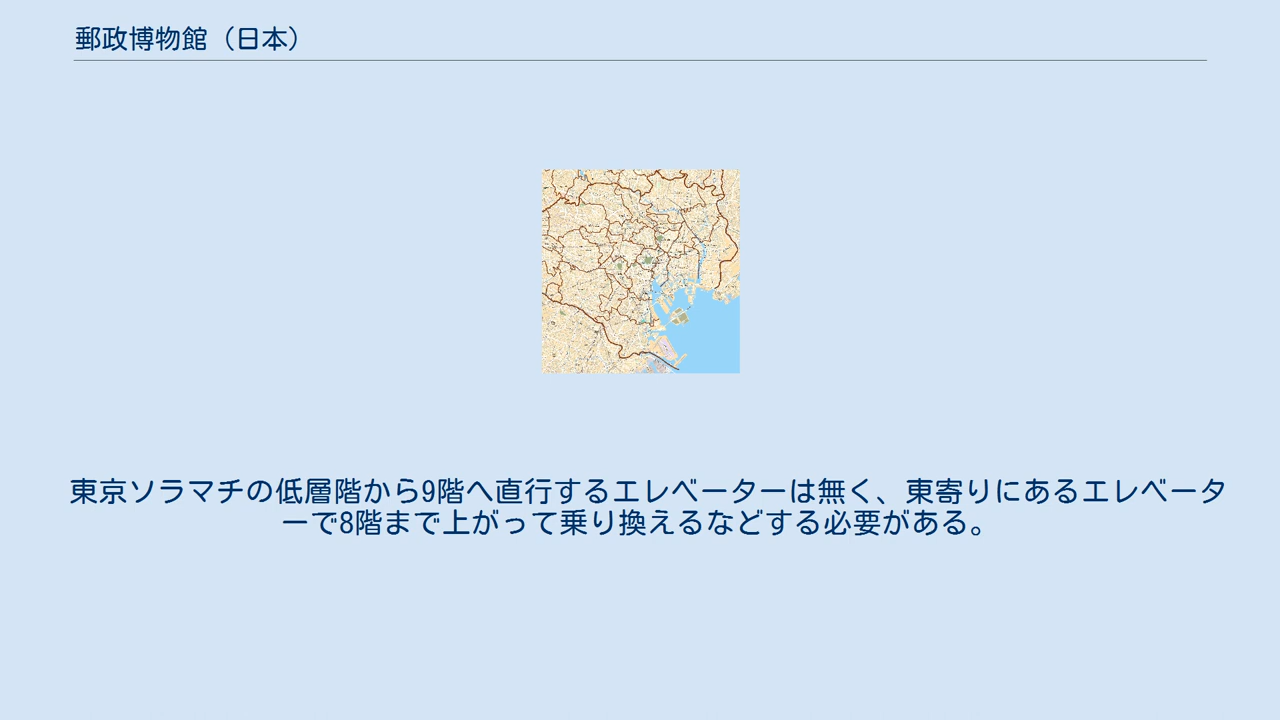 郵政博物館（日本）
東京ソラマチの低層階から9階へ直行するエレベーターは無く、東寄りにあるエレベータ
ーで8階まで上がって乗り換えるなどする必要がある。